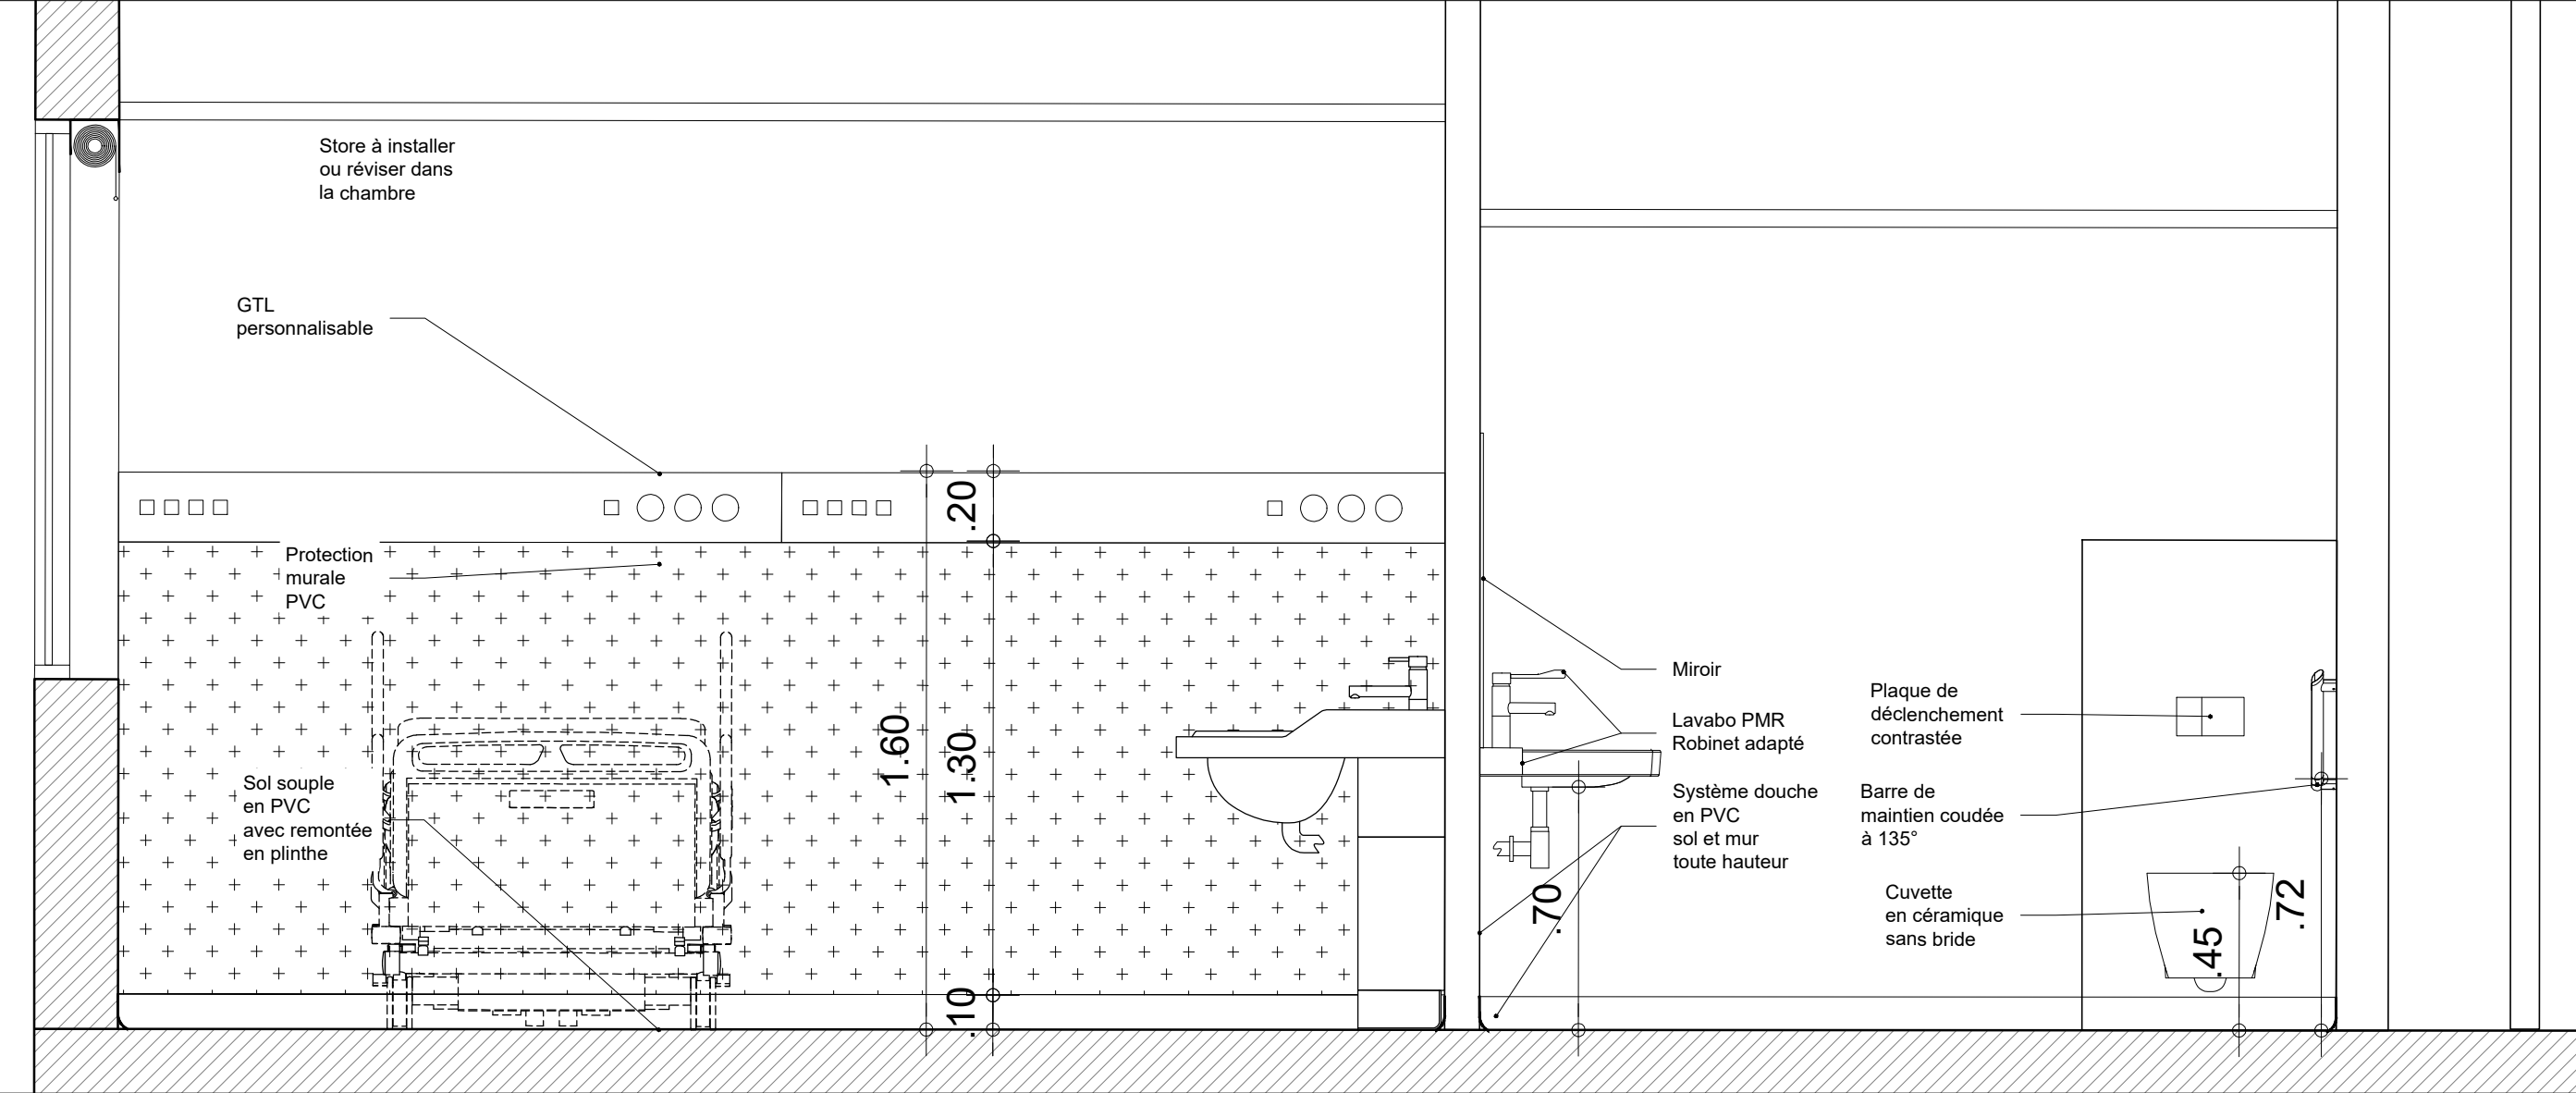 Store à installer
ou réviser dans
la chambre
GTL
personnalisable
.20
Protection
murale
PVC
1.60
1.30
Sol souple
en PVC
avec remontée
en plinthe
.10
Miroir
Lavabo PMR
Robinet adapté
Système douche
en PVC
sol et mur
toute hauteur
.70
Plaque de
déclenchement
contrastée
Barre de
maintien coudée
à 135°
Cuvette
en céramique
sans bride
.45
.72